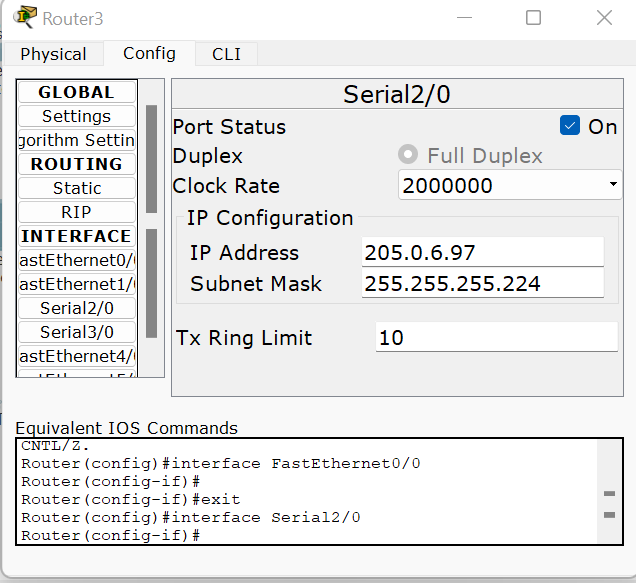 Router3
Physical Config CLI
GLOBAL
Settings
gorithm Settin
ROUTING
Static
RIP
INTERFACE
astEthernet0/
astEthernet1/
Serial2/0
Serial3/0
astEthernet4/
Serial2/0
Port Status On
Duplex Full Duplex
Clock Rate 2000000
IP Configuration
IP Address 205.0.6.97
Subnet Mask 255.255.255.224
Tx Ring Limit 10
Equivalent IOS Commands
CNTL/Z.
Router(config)#interface FastEthernet0/0
Router(config-if)#
Router(config-if)#exit
Router(config)#interface Serial2/0
Router(config-if)#